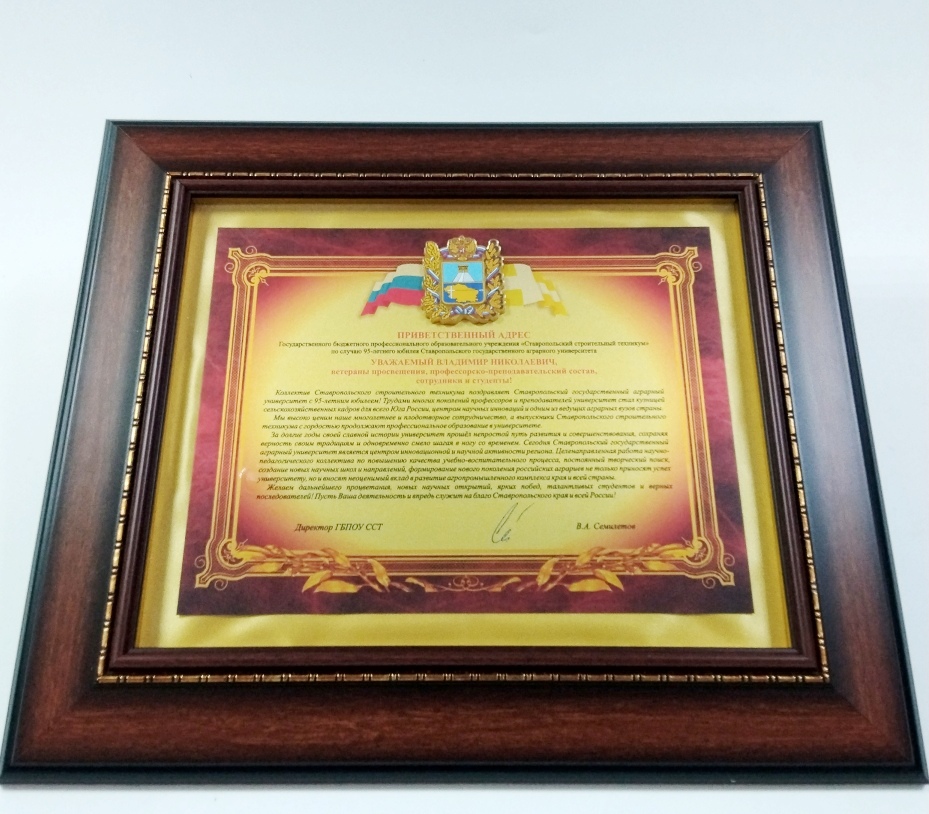 ПРИВЕТСТВЕННЫЙ АДРЕС
Государственного бюджетного профессионального образовательного учреждения «Ставропольский строительный техникум»
по случаю 95-летнего юбилея Ставропольского государственного аграрного университета
УВАЖАЕМЫЙ ВЛАДИМИР НИКОЛАЕВИЧ,
ветераны просвещения, профессорско-преподавательский состав,
сотрудники и студенты!
Коллектив Ставропольского строительного техникума поздравляет Ставропольский государственный аграрный
университет с 95-летним юбилеем! Трудами многих поколений профессоров и преподавателей университет стал кузницей
сельскохозяйственных кадров для всего Юга России, центром научных инноваций и одним из ведущих аграрных вузов страны.
Мы высоко ценим наше многолетнее и плодотворное сотрудничество, а выпускники Ставропольского строительного
техникума с гордостью продолжают профессиональное образование в университете.
За долгие годы своей славной истории университет прошёл непростой путь развития и совершенствования, сохраняя
верность своим традициям и одновременно смело шагая в ногу со временем. Сегодня Ставропольский государственный
аграрный университет является центром инновационной и научной активности региона. Целенаправленная работа научно-
педагогического коллектива по повышению качества учебно-воспитательного процесса, постоянный творческий поиск,
создание новых научных школ и направлений, формирование нового поколения российских аграрьев не только приносят успех
университету, но и вносят неоценимый вклад в развитие агропромышленного комплекса края и всей страны.
Желаем дальнейшего процветания, новых научных открытий, ярких побед, талантливых студентов и верных
последователей! Пусть Ваша деятельность и впредь служит на благо Ставропольского края и всей России!
Директор ГБПОУ ССТ В.А. Семилетов